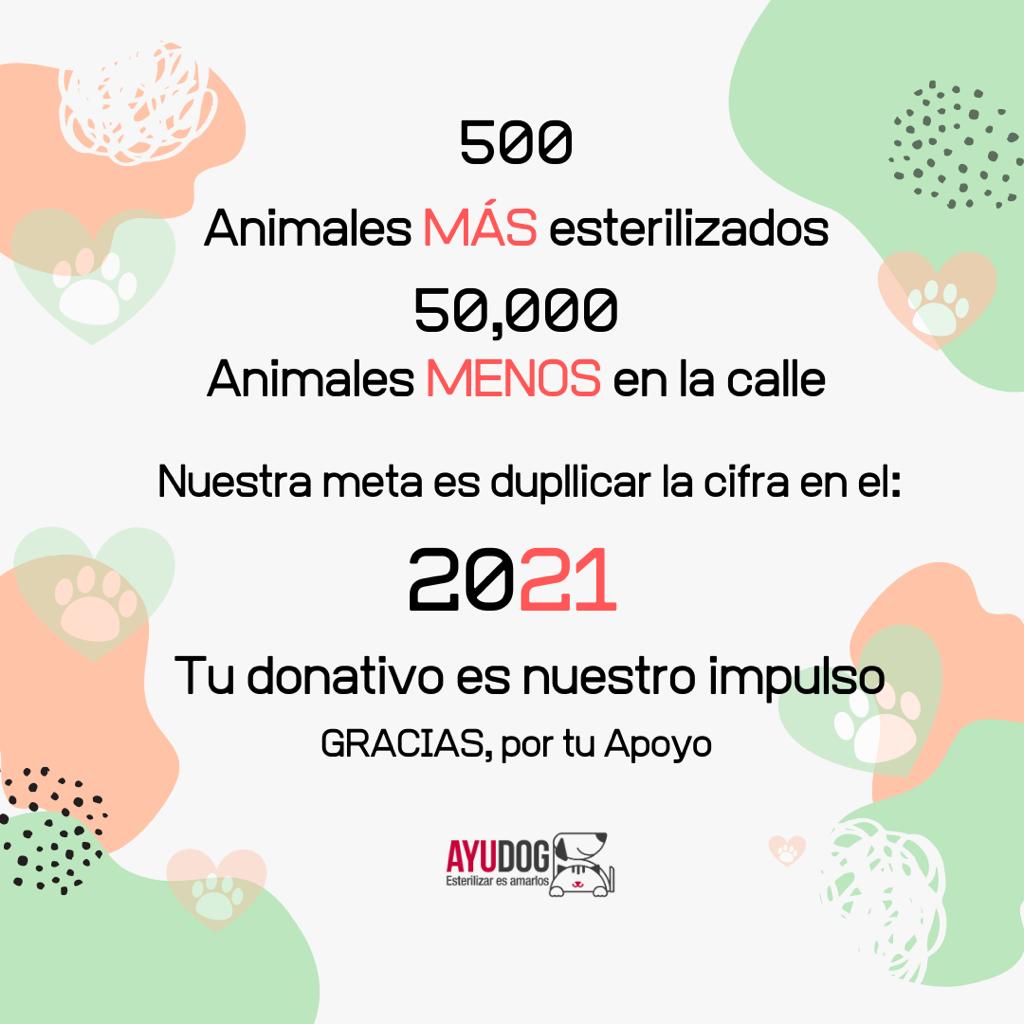 500
Animales MÁS esterilizados
50,000
Animales MENOS en la calle
Nuestra meta es dupllicar la cifra en el:
2021
Tu donativo es nuestro impulso
GRACIAS, por tu Apoyo
AYUDOG
Esterilizar es amarlos